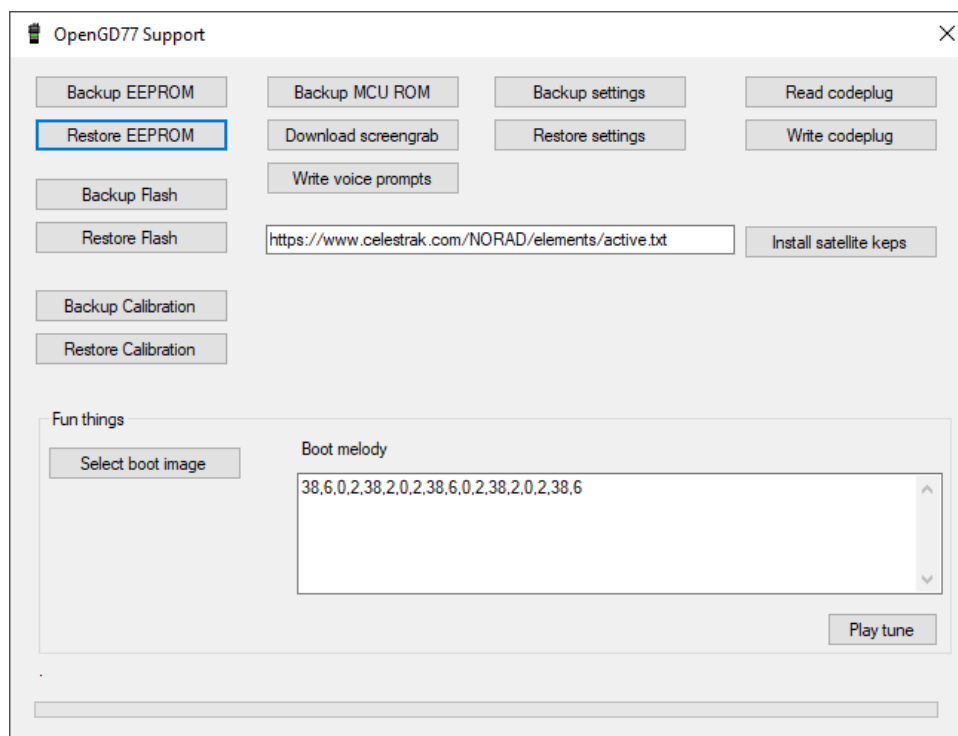 OpenGD77 Support
Backup EEPROM
Backup MCU ROM
Backup settings
Read codeplug
Restore EEPROM
Download screengrab
Restore settings
Write codeplug
Write voice prompts
Backup Flash
Restore Flash
https://www.celestrak.com/NORAD/elements/active.txt
Install satellite keps
Backup Calibration
Restore Calibration
Fun things
Select boot image
Boot melody
38,6,0,2,38,2,0,2,38,6,0,2,38,2,0,2,38,6
Play tune
.